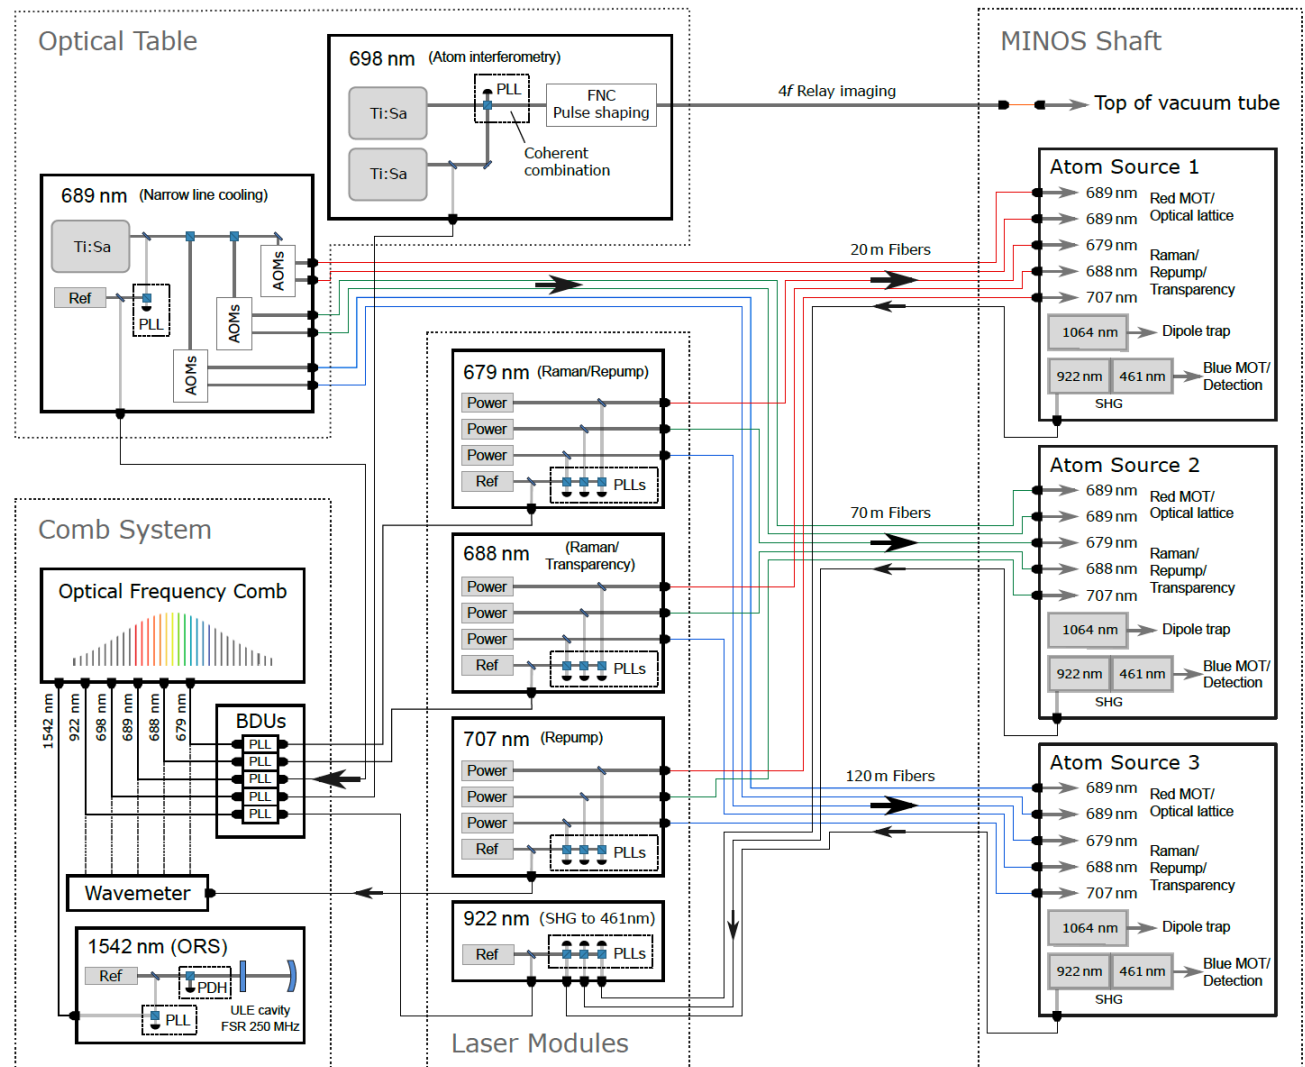 Optical Table
698 nm (Atom interferometry)
Ti:Sa
PLL
FNC
Pulse shaping
Ti:Sa
Coherent
combination
4f Relay imaging
689 nm (Narrow line cooling)
Ti:Sa
Ref
PLL
AOMs
AOMs
AOMs
MINOS Shaft
Top of vacuum tube
Atom Source 1
689 nm
689 nm
679 nm
688 nm
707 nm
Red MOT/
Optical lattice
Raman/
Repump/
Transparency
1064 nm
Dipole trap
922 nm
461 nm
SHG
Blue MOT/
Detection
20 m Fibers
Atom Source 2
689 nm
689 nm
679 nm
688 nm
707 nm
Red MOT/
Optical lattice
Raman/
Repump/
Transparency
1064 nm
Dipole trap
922 nm
461 nm
SHG
Blue MOT/
Detection
70 m Fibers
Atom Source 3
689 nm
689 nm
679 nm
688 nm
707 nm
Red MOT/
Optical lattice
Raman/
Repump/
Transparency
1064 nm
Dipole trap
922 nm
461 nm
SHG
Blue MOT/
Detection
120 m Fibers
679 nm (Raman/Repump)
Power
Power
Power
Ref
PLLs
688 nm (Raman/
Transparency)
Power
Power
Power
Ref
PLLs
707 nm (Repump)
Power
Power
Power
Ref
PLLs
922 nm (SHG to 461nm)
Ref
PLLs
Laser Modules
Comb System
Optical Frequency Comb
1542 nm
922 nm
698 nm
689 nm
688 nm
679 nm
BDUs
PLL
PLL
PLL
PLL
PLL
Wavemeter
1542 nm (ORS)
Ref
PDH
PLL
ULE cavity
FSR 250 MHz